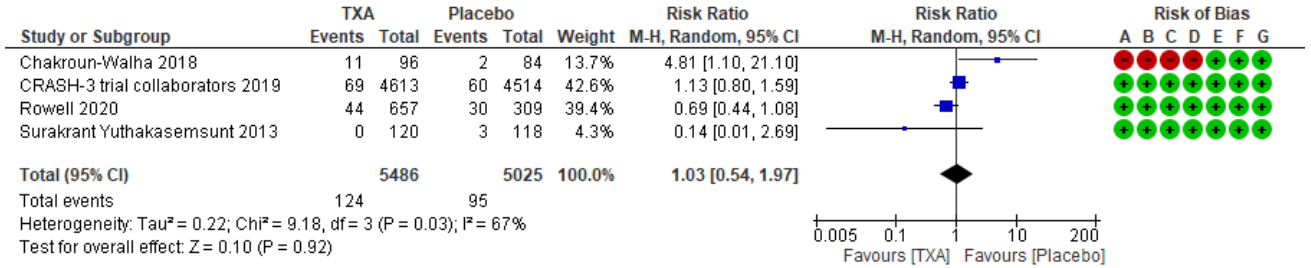 TXA Placebo Risk Ratio Risk Ratio Risk of Bias
Study or Subgroup Events Total Events Total Weight M-H, Random, 95% CI M-H, Random, 95% CI A B C D E F G
Chakroun-Walha 2018 11 96 2 84 13.7% 4.81 [1.10, 21.10] - - - - + + +
CRASH-3 trial collaborators 2019 69 4613 60 4514 42.6% 1.13 [0.80, 1.59] + + + + + + +
Rowell 2020 44 657 30 309 39.4% 0.69 [0.44, 1.08] + + + + + + +
Surakrant Yuthakasemsunt 2013 0 120 3 118 4.3% 0.14 [0.01, 2.69] + + + + + + +
Total (95% CI) 5486 5025 100.0% 1.03 [0.54, 1.97]
Total events 124 95
Heterogeneity: Tau² = 0.22; Chi² = 9.18, df = 3 (P = 0.03); I² = 67%
Test for overall effect: Z = 0.10 (P = 0.92)
0.005 0.1 1 10 200
Favours [TXA] Favours [Placebo]